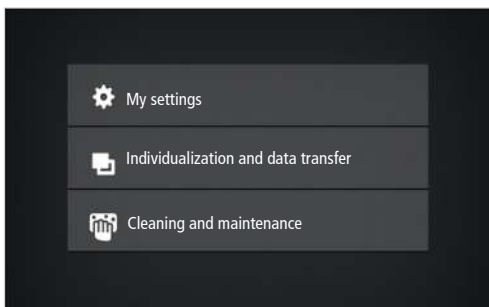 My settings
Individualization and data transfer
Cleaning and maintenance